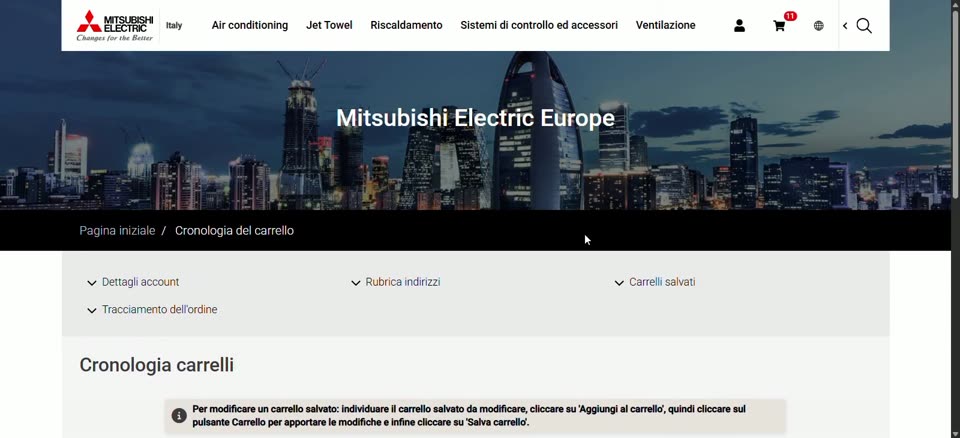 MITSUBISHI
ELECTRIC
Changes for the Better
Italy
Air conditioning
Jet Towel
Riscaldamento
Sistemi di controllo ed accessori
Ventilazione
11
Mitsubishi Electric Europe
Pagina iniziale / Cronologia del carrello
Dettagli account
Rubrica indirizzi
Carrelli salvati
Tracciamento dell'ordine
Cronologia carrelli
Per modificare un carrello salvato: individuare il carrello salvato da modificare, cliccare su 'Aggiungi al carrello', quindi cliccare sul
pulsante Carrello per apportare le modifiche e infine cliccare su 'Salva carrello'.